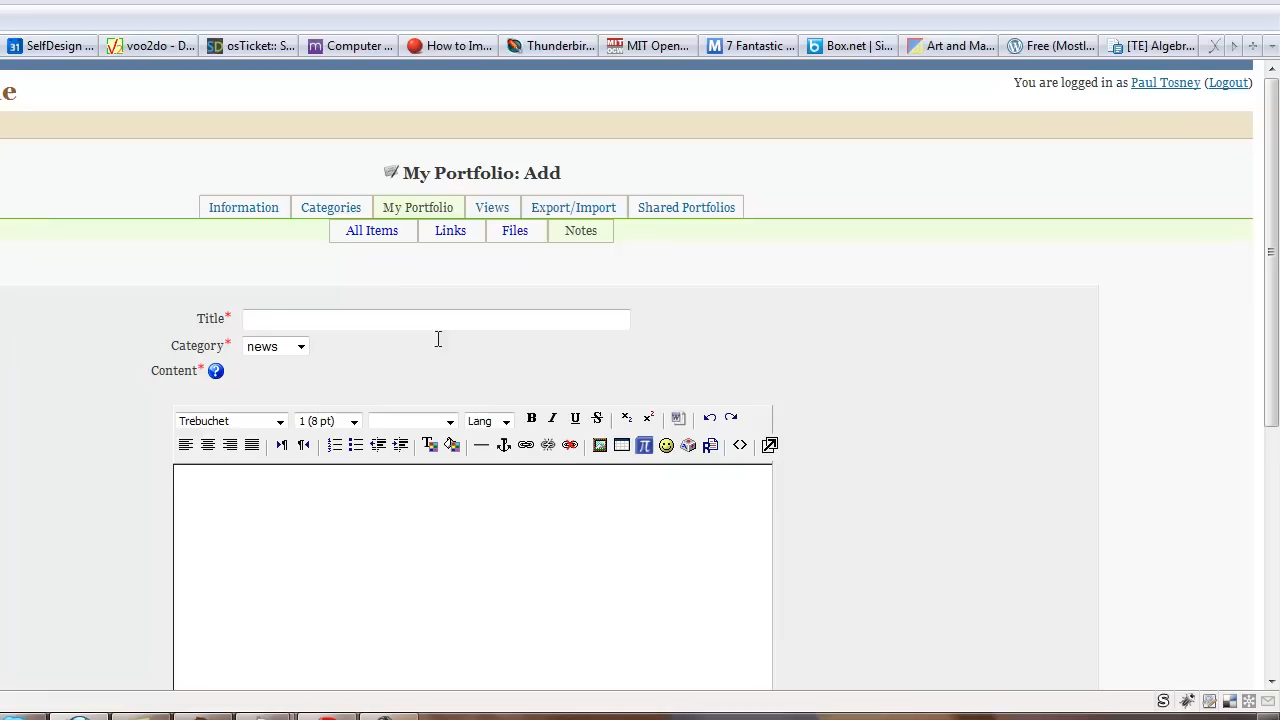 SelfDesign ... voo2do - D... osTicket:: S... Computer ... How to Im... Thunderbir... MIT Open... 7 Fantastic ... Box.net | Si... Art and Ma... Free (Mostl... [TE] Algebr...
You are logged in as Paul Tosney (Logout)
e
My Portfolio: Add
Information Categories My Portfolio Views Export/Import Shared Portfolios
All Items Links Files Notes
Title*
Category* news
Content* ?
Trebuchet 1 (8 pt) Lang B I U S x₂ x²
π <>
S